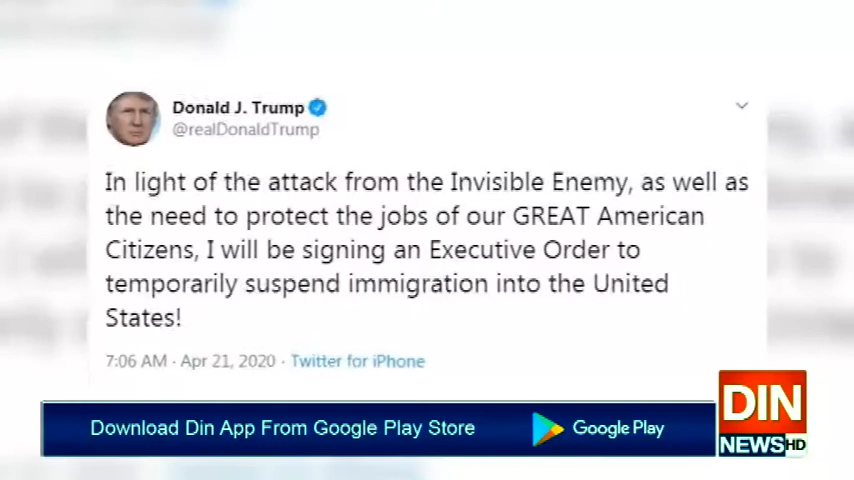 Donald J. Trump
@realDonaldTrump
In light of the attack from the Invisible Enemy, as well as
the need to protect the jobs of our GREAT American
Citizens, I will be signing an Executive Order to
temporarily suspend immigration into the United
States!
7:06 AM · Apr 21, 2020 · Twitter for iPhone
Download Din App From Google Play Store
Google Play
DIN
NEWS HD